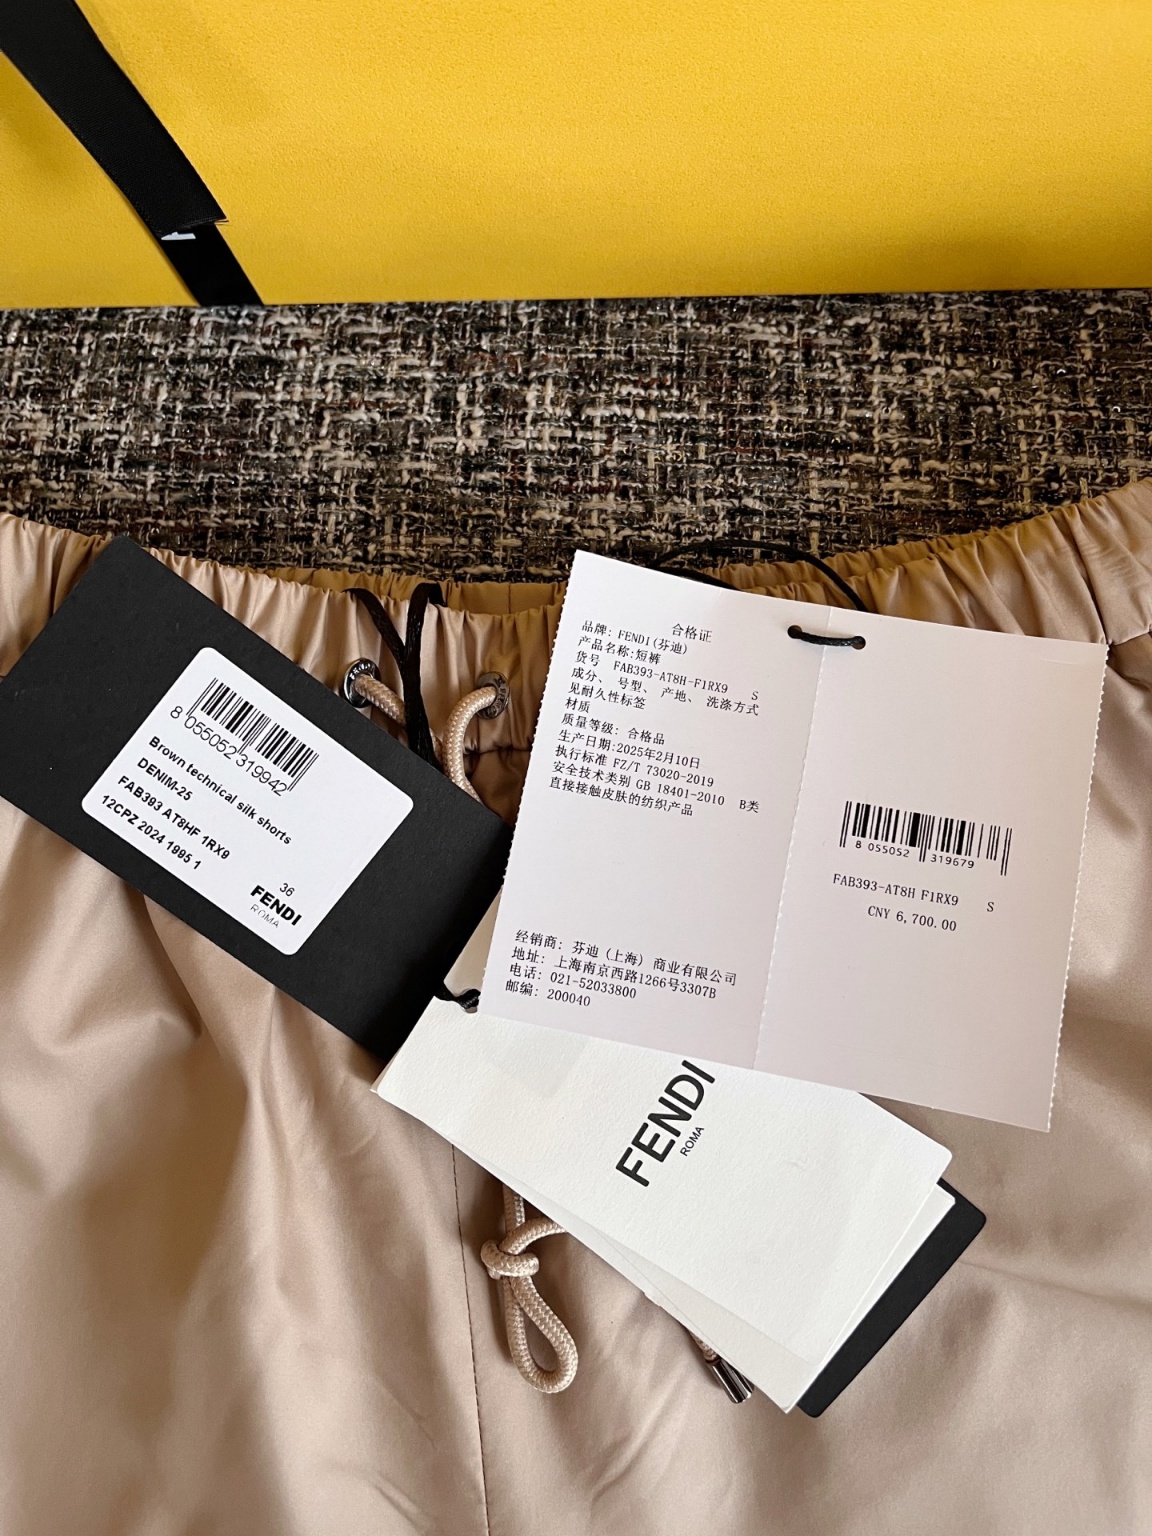 8 055052 319942
Brown technical silk shorts
DENIM-25
FAB393 AT8HF 1RX9
12CPZ 2024 1995 1
36
FENDI
ROMA
合格证
品牌: FENDI(芬迪)
产品名称:短裤
货号 FAB393-AT8H-F1RX9 S
成分、 号型、 产地、 洗涤方式
见耐久性标签
材质
质量等级: 合格品
生产日期:2025年2月10日
执行标准 FZ/T 73020-2019
安全技术类别 GB 18401-2010 B类
直接接触皮肤的纺织产品
经销商: 芬迪 (上海) 商业有限公司
地址: 上海南京西路1266号3307B
电话: 021-52033800
邮编: 200040
8 055052 319679
FAB393-AT8H F1RX9 S
CNY 6,700.00
FENDI
ROMA